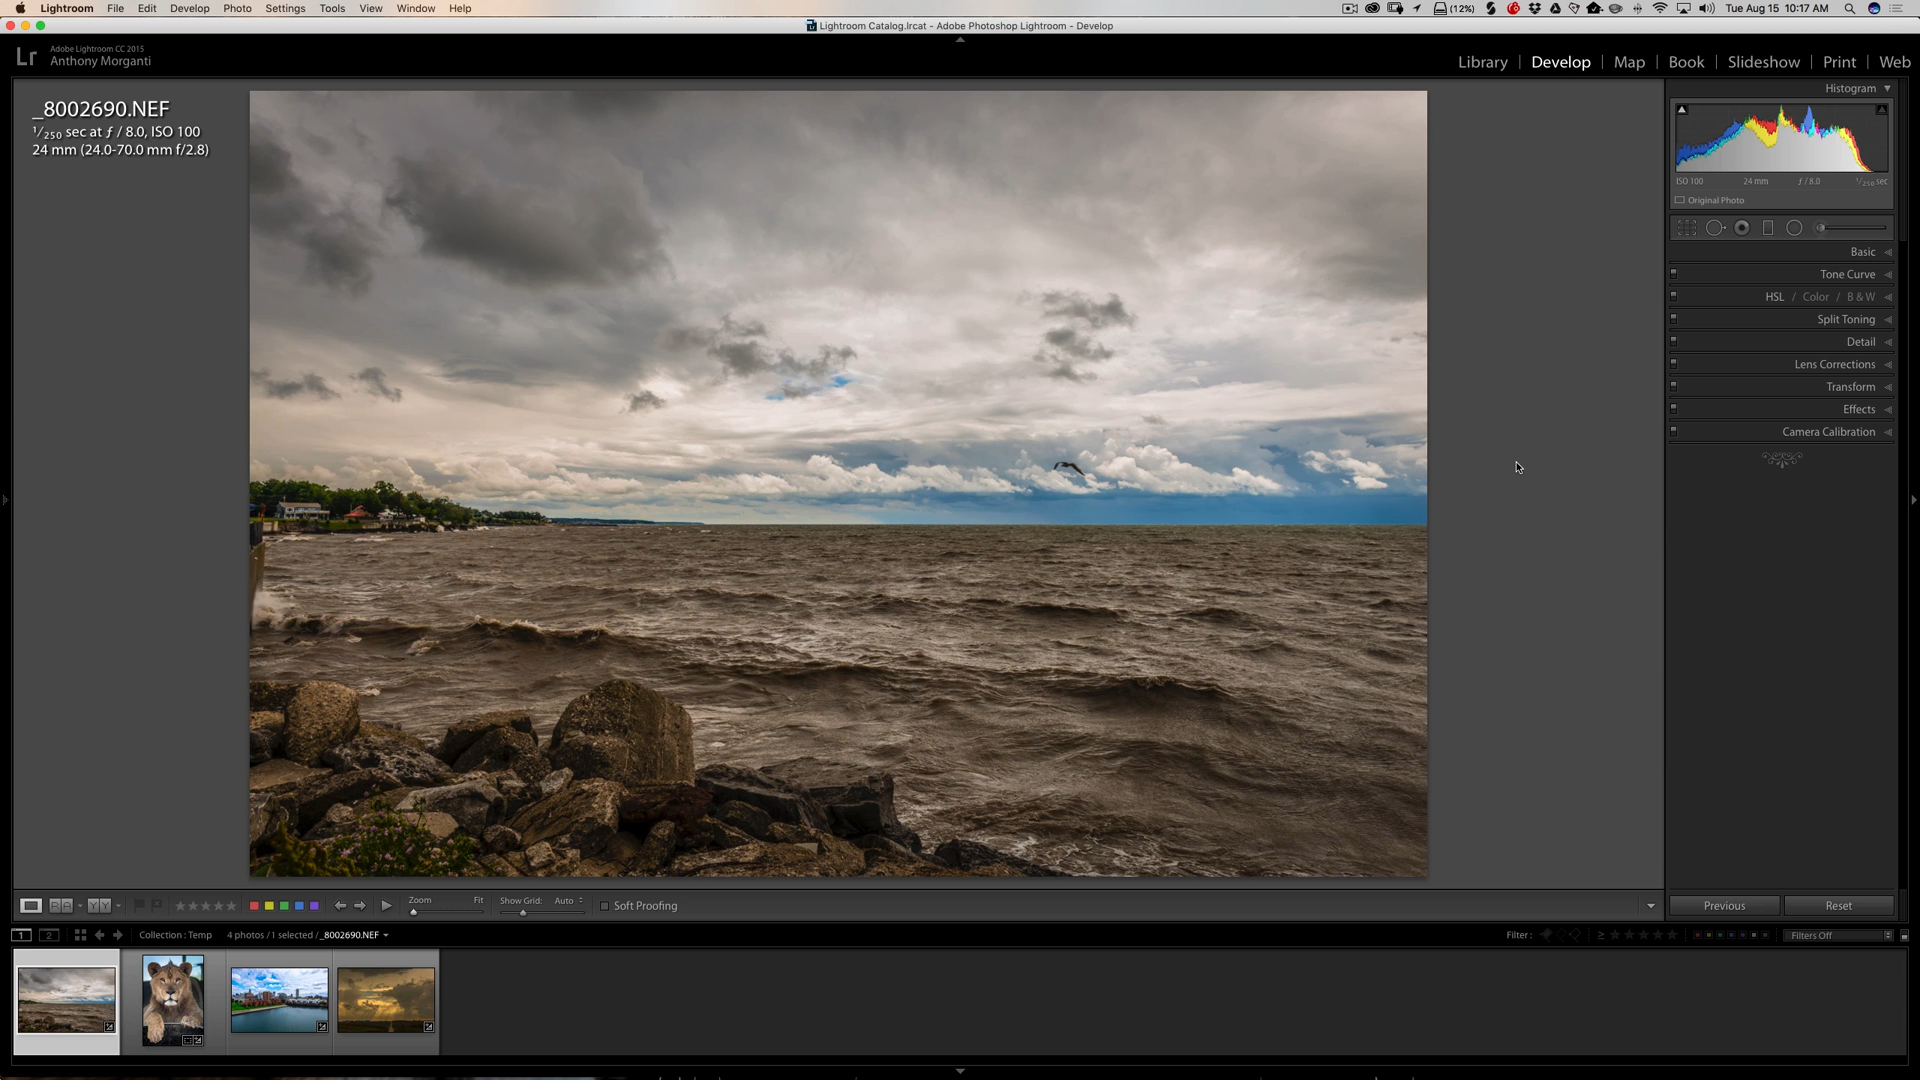 Lightroom File Edit Develop Photo Settings Tools View Window Help
(12%) Tue Aug 15 10:17 AM
Lightroom Catalog.lrcat - Adobe Photoshop Lightroom - Develop
Lr Adobe Lightroom CC 2015
Anthony Morganti
Library | Develop | Map | Book | Slideshow | Print | Web
_8002690.NEF
1/250 sec at ƒ / 8.0, ISO 100
24 mm (24.0-70.0 mm f/2.8)
Histogram
ISO 100 24 mm ƒ / 8.0 1/250 sec
Original Photo
Basic
Tone Curve
HSL / Color / B & W
Split Toning
Detail
Lens Corrections
Transform
Effects
Camera Calibration
Zoom Fit Show Grid: Auto Soft Proofing
Previous Reset
1 2 Collection : Temp 4 photos / 1 selected / _8002690.NEF Filter : Filters Off